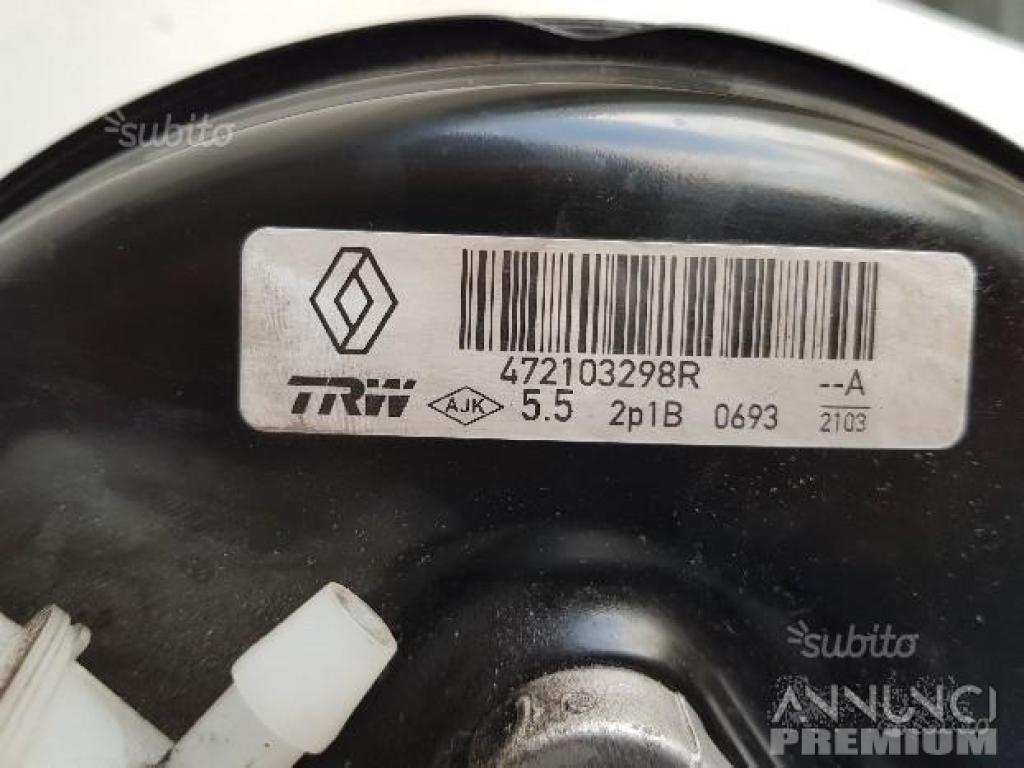 subito
472103298R --A
TRW AJK 5.5 2p1B 0693 2103
subito
ANNUNCI
PREMIUM